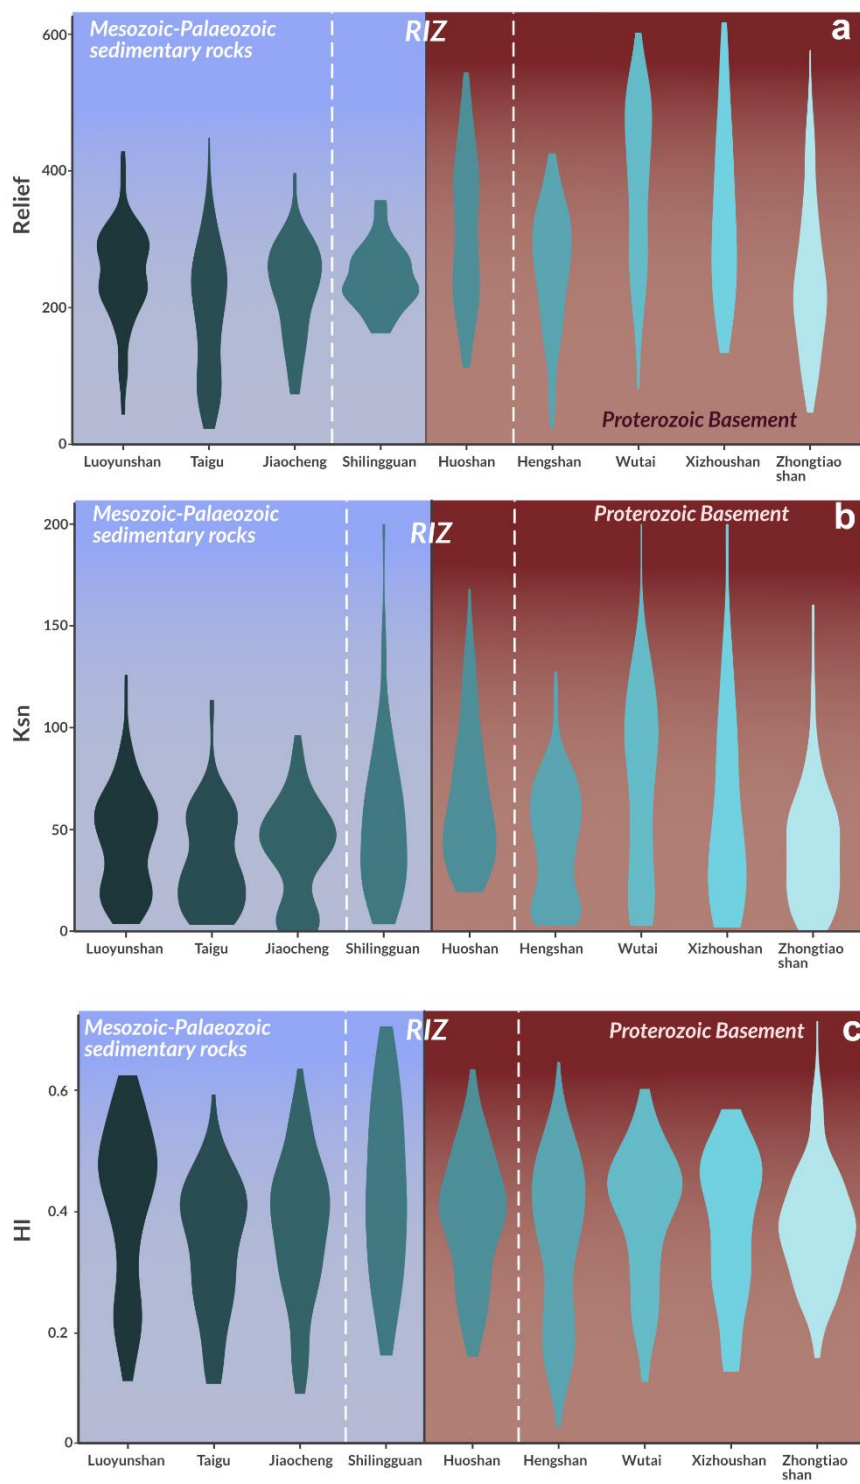 Mesozoic-Palaeozoic
sedimentary rocks
RIZ
a
600
400
200
0
Relief
Proterozoic Basement
Luoyunshan
Taigu
Jiaocheng
Shilingguan
Huoshan
Hengshan
Wutai
Xizhoushan
Zhongtiao
shan
Mesozoic-Palaeozoic
sedimentary rocks
RIZ
Proterozoic Basement
b
200
150
100
50
0
Ksn
Luoyunshan
Taigu
Jiaocheng
Shilingguan
Huoshan
Hengshan
Wutai
Xizhoushan
Zhongtiao
shan
Mesozoic-Palaeozoic
sedimentary rocks
RIZ
Proterozoic Basement
c
0.6
0.4
0.2
0
HI
Luoyunshan
Taigu
Jiaocheng
Shilingguan
Huoshan
Hengshan
Wutai
Xizhoushan
Zhongtiao
shan